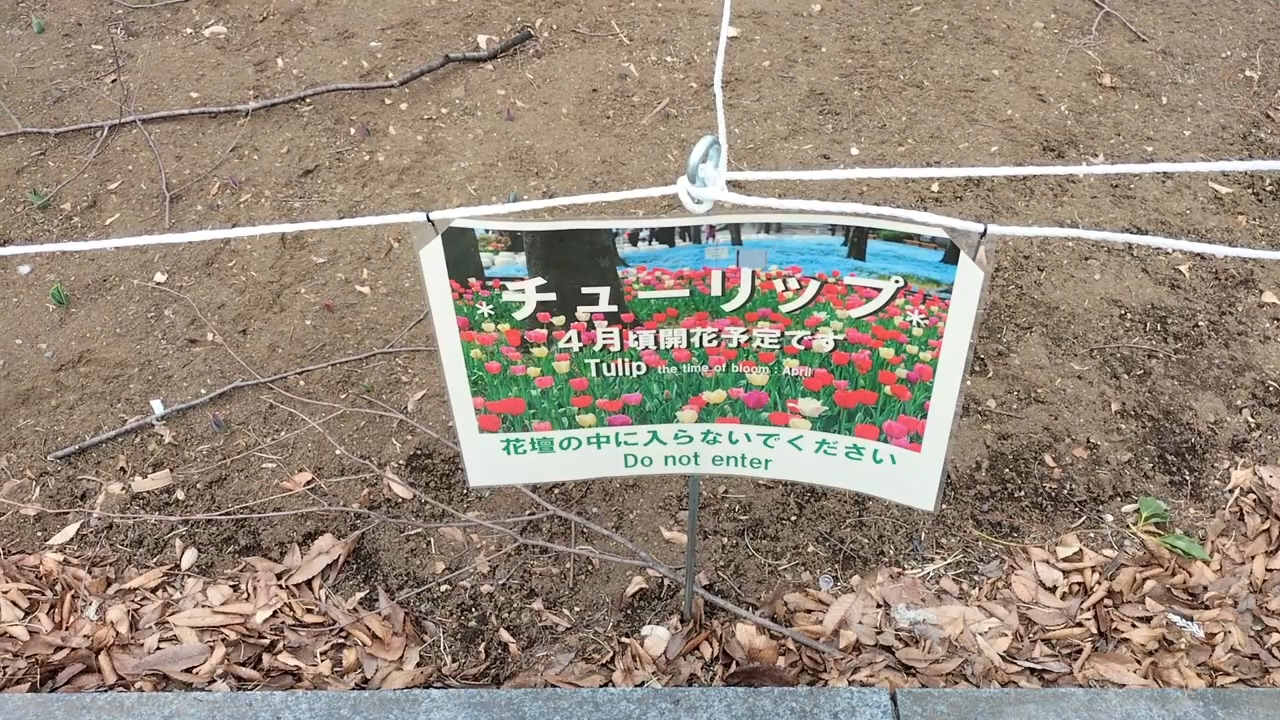 *チューリップ*
4月頃開花予定です
Tulip the time of bloom : April
花壇の中に入らないでください
Do not enter